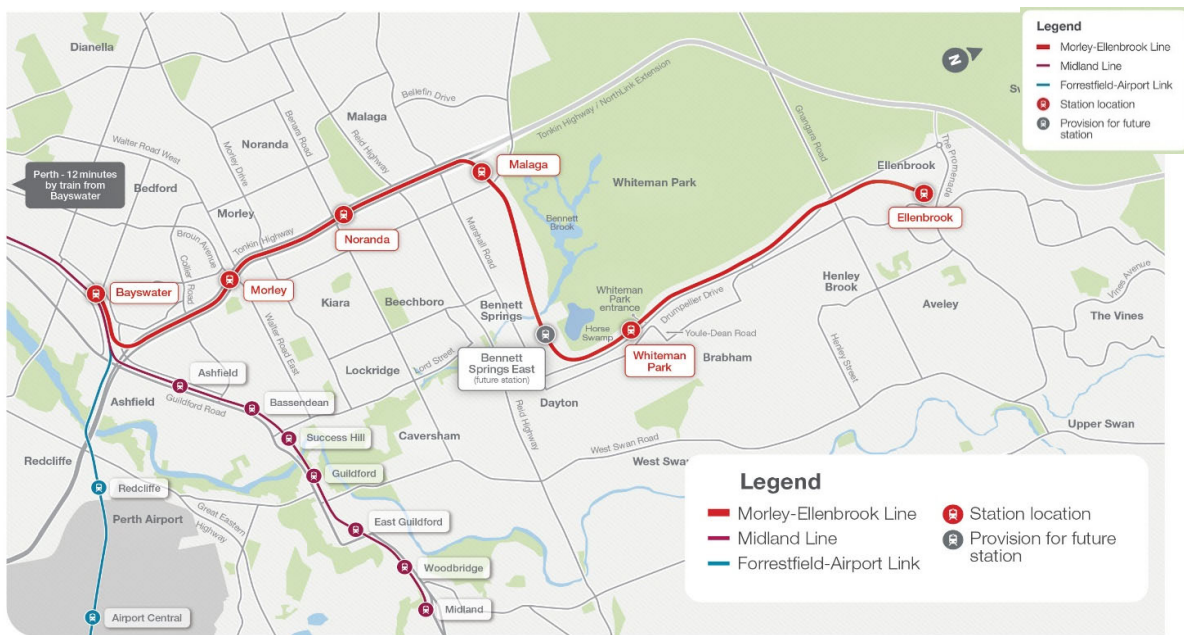 Dianella
Malaga
Bellefin Drive
Tonkin Highway / NorthLink Extension
Gnangara Road
N
Legend
Morley-Ellenbrook Line
Midland Line
Forrestfield-Airport Link
Station location
Provision for future
station
Walter Road West
Noranda
Benara Road
Morley Drive
Reid Highway
Perth - 12 minutes
by train from
Bayswater
Bedford
Morley
Broun Avenue
Collier Road
Tonkin Highway
Noranda
Malaga
Marshall Road
Bennett
Brook
Whiteman Park
Ellenbrook
The Promenade
Ellenbrook
Bayswater
Morley
Kiara
Beechboro
Bennett
Springs
Whiteman
Park
entrance
Drumpellier Drive
Henley
Brook
Aveley
Vines Avenue
The Vines
Horse
Swamp
Youle-Dean Road
Walter Road East
Lord Street
Lockridge
Bennett
Springs East
(future station)
Whiteman
Park
Brabham
Henley Street
Ashfield
Ashfield
Guildford Road
Bassendean
Dayton
Reid Highway
Success Hill
Caversham
West Swan Road
West Swan
Upper Swan
Redcliffe
Guildford
Redcliffe
Great Eastern
Highway
Perth Airport
East Guildford
Woodbridge
Midland
Airport Central
Legend
Morley-Ellenbrook Line
Midland Line
Forrestfield-Airport Link
Station location
Provision for future
station